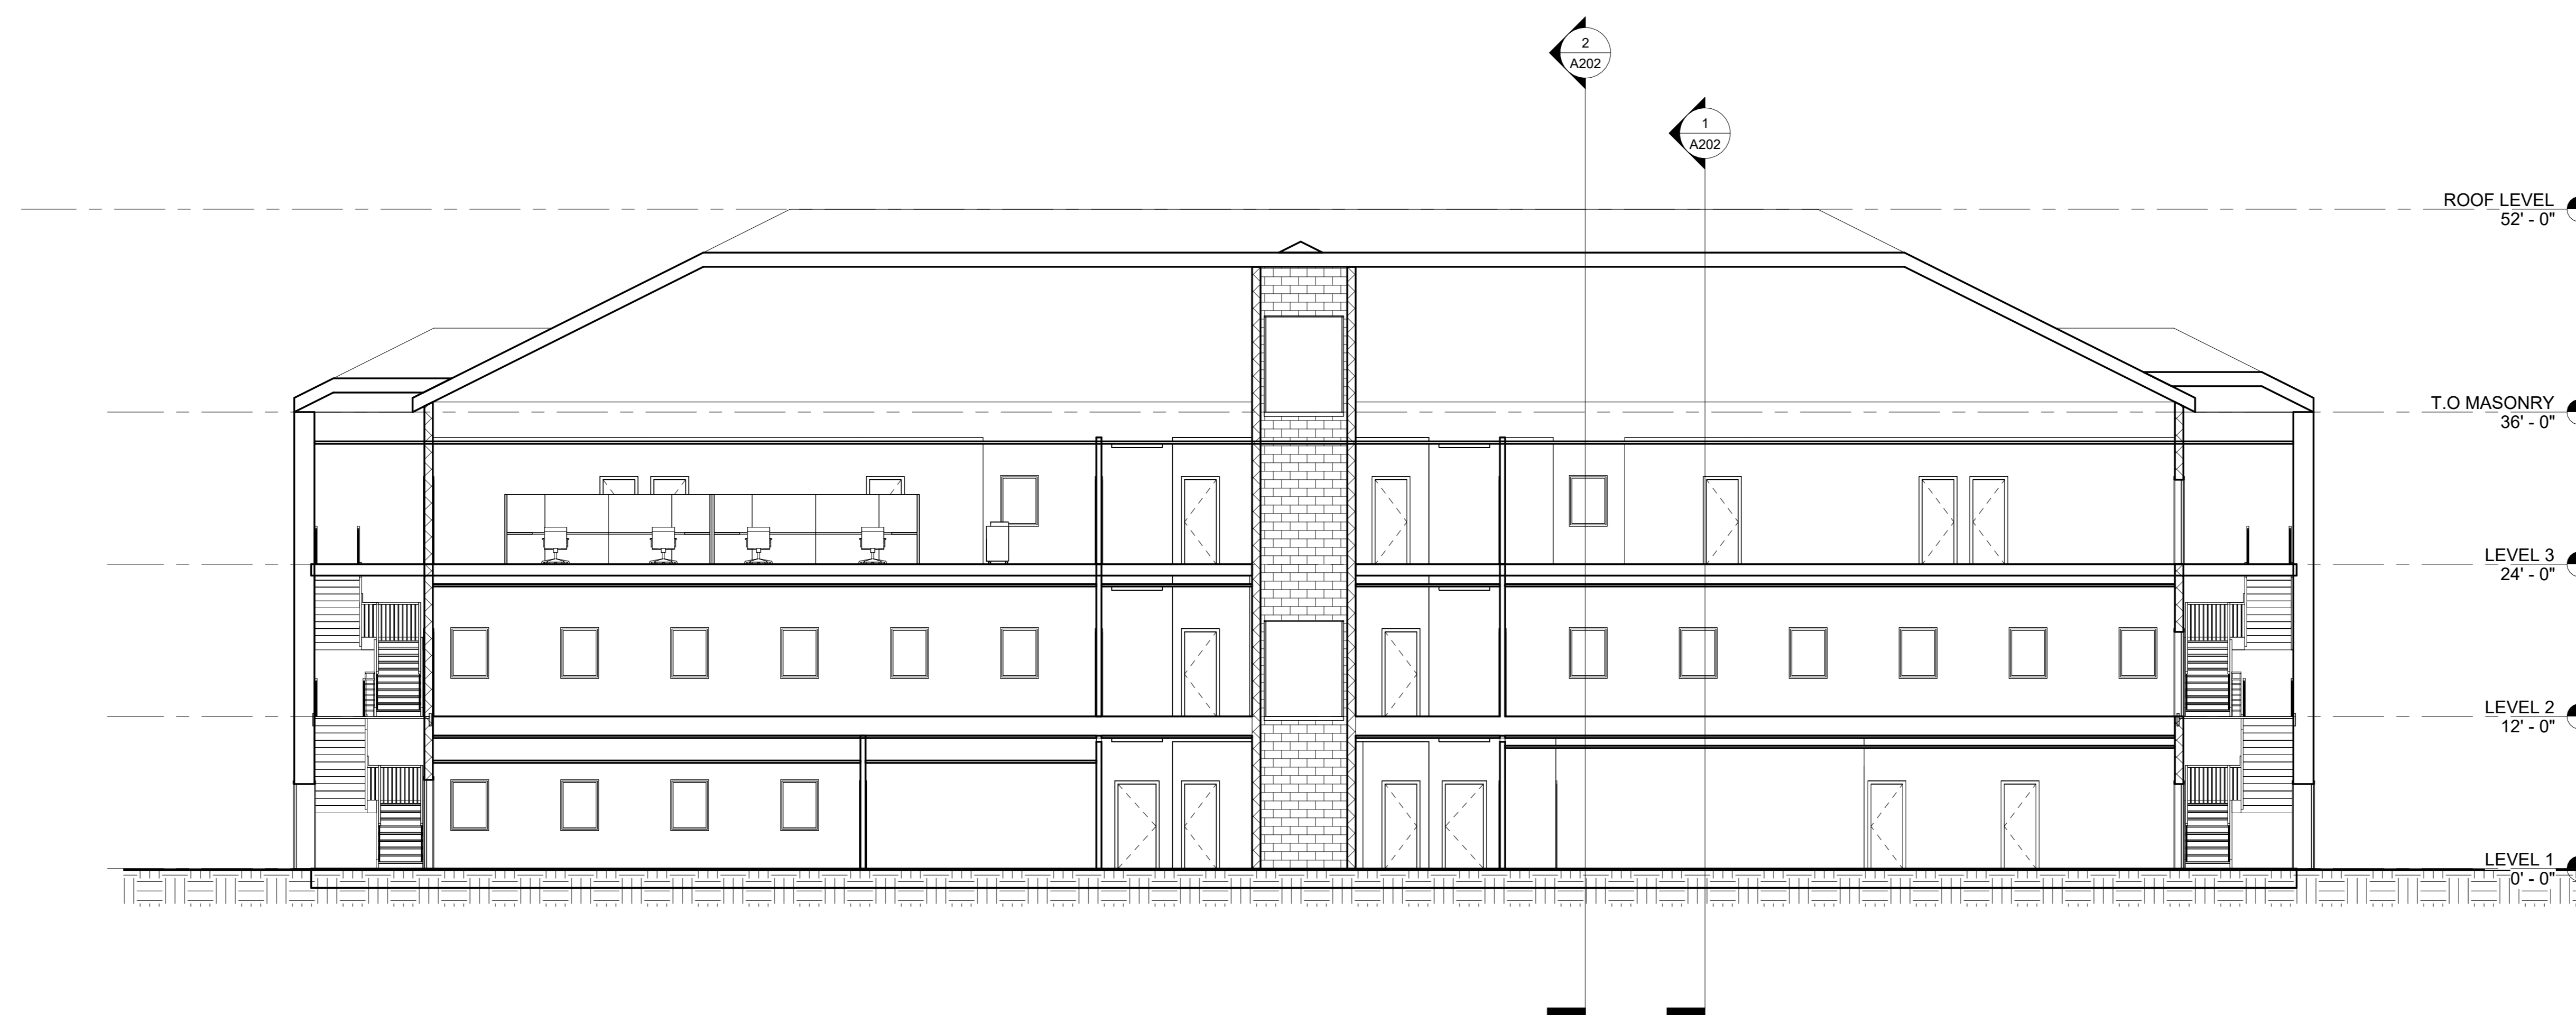 2
A202
1
A202
ROOF LEVEL
52' - 0"
T.O MASONRY
36' - 0"
LEVEL 3
24' - 0"
LEVEL 2
12' - 0"
LEVEL 1
0' - 0"